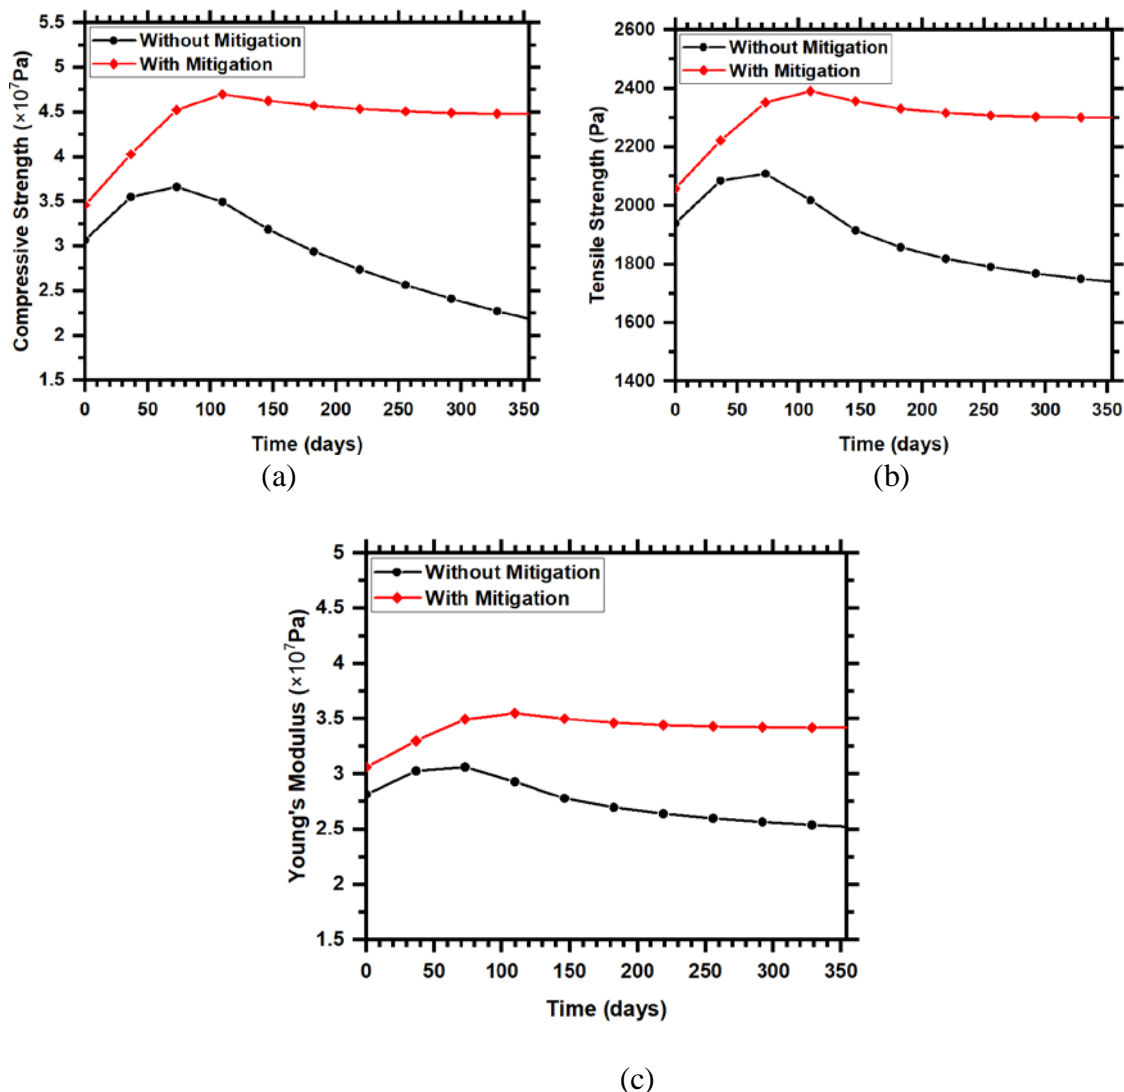 5.5
5
4.5
4
3.5
3
2.5
2
1.5
Compressive Strength (×10⁷Pa)
Without Mitigation
With Mitigation
0 50 100 150 200 250 300 350
Time (days)
(a)
2600
2400
2200
2000
1800
1600
1400
Tensile Strength (Pa)
Without Mitigation
With Mitigation
0 50 100 150 200 250 300 350
Time (days)
(b)
5
4.5
4
3.5
3
2.5
2
1.5
Young's Modulus (×10⁷Pa)
Without Mitigation
With Mitigation
0 50 100 150 200 250 300 350
Time (days)
(c)